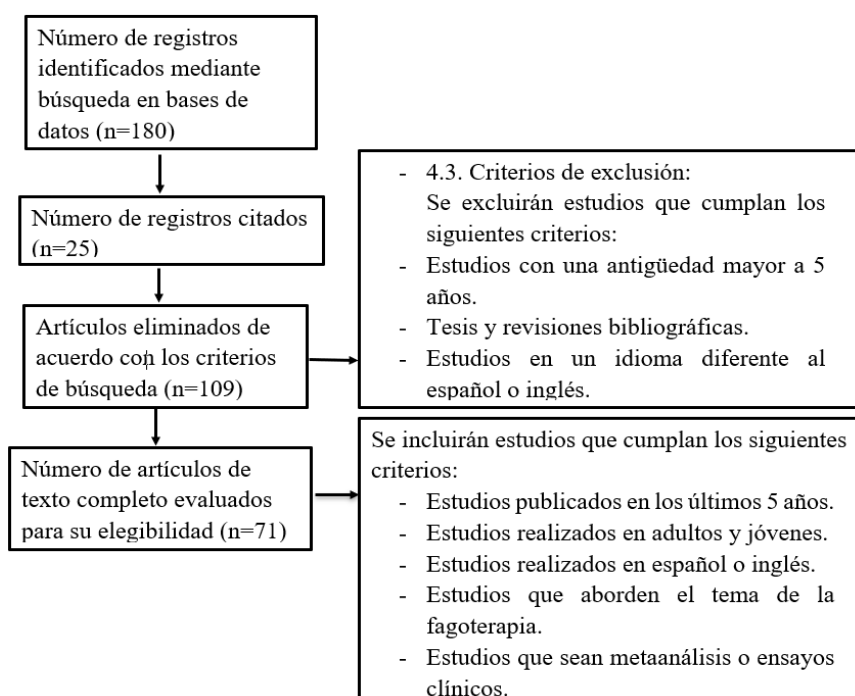 Número de registros
identificados mediante
búsqueda en bases de
datos (n=180)
Número de registros citados
(n=25)
Artículos eliminados de
acuerdo con los criterios
de búsqueda (n=109)
- 4.3. Criterios de exclusión:
Se excluirán estudios que cumplan los
siguientes criterios:
- Estudios con una antigüedad mayor a 5
años.
- Tesis y revisiones bibliográficas.
- Estudios en un idioma diferente al
español o inglés.
Número de artículos de
texto completo evaluados
para su elegibilidad (n=71)
Se incluirán estudios que cumplan los siguientes
criterios:
- Estudios publicados en los últimos 5 años.
- Estudios realizados en adultos y jóvenes.
- Estudios realizados en español o inglés.
- Estudios que aborden el tema de la
fagoterapia.
- Estudios que sean metaanálisis o ensayos
clínicos.